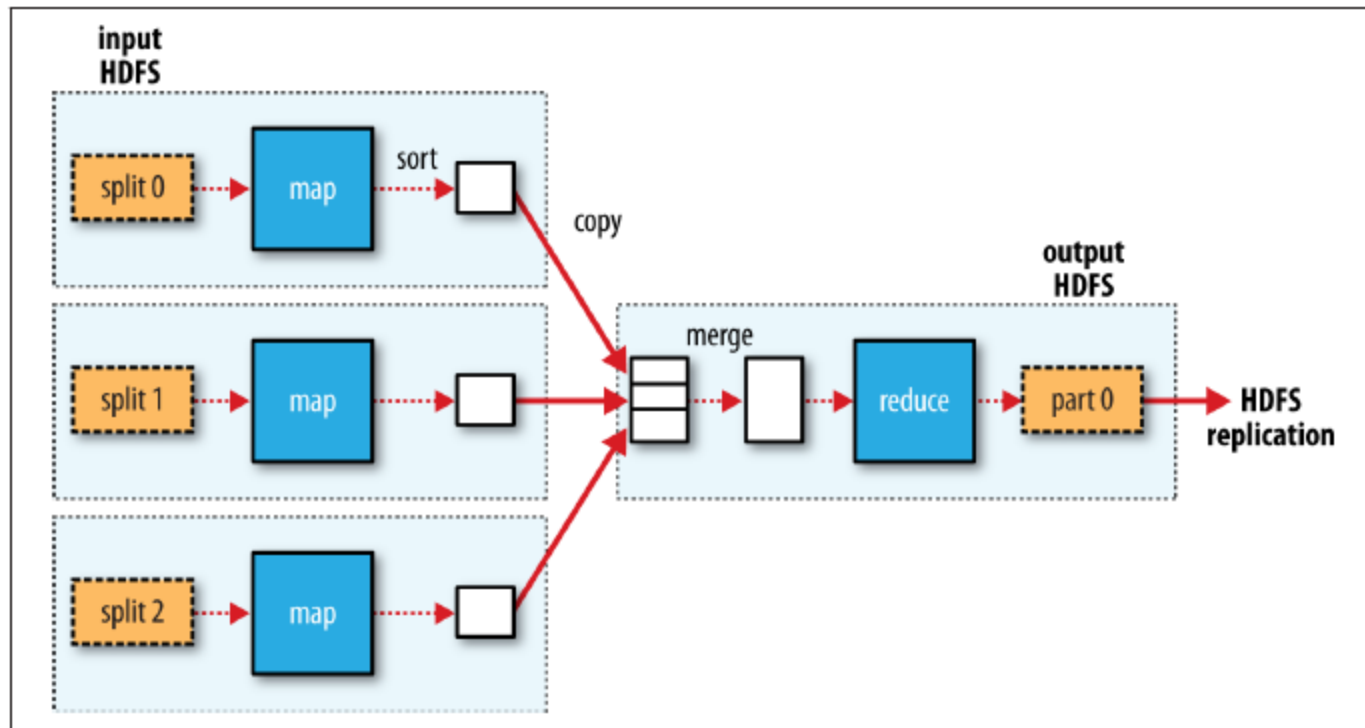 input
HDFS
split 0
map
sort
copy
split 1
map
split 2
map
output
HDFS
merge
reduce
part 0
HDFS
replication